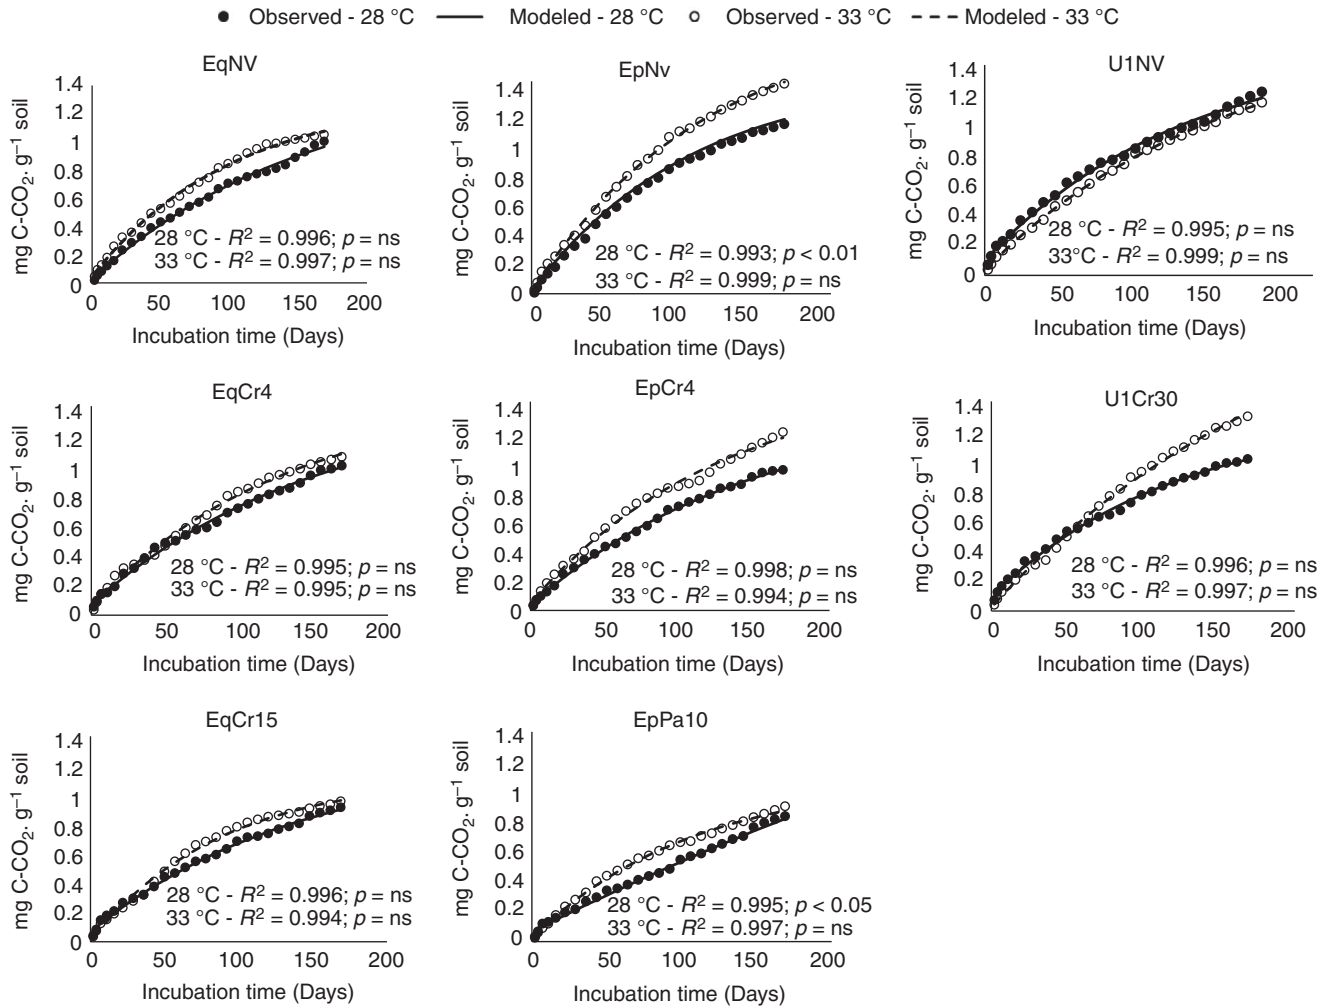 Observed - 28 °C Modeled - 28 °C Observed - 33 °C Modeled - 33 °C
EqNV
mg C-CO₂. g⁻¹ soil
1.4
1.2
1
0.8
0.6
0.4
0.2
0
28 °C - R² = 0.996; p = ns
33 °C - R² = 0.997; p = ns
0 50 100 150 200
Incubation time (Days)
EpNv
mg C-CO₂. g⁻¹ soil
1.4
1.2
1
0.8
0.6
0.4
0.2
0
28 °C - R² = 0.993; p < 0.01
33 °C - R² = 0.999; p = ns
0 50 100 150 200
Incubation time (Days)
U1NV
mg C-CO₂. g⁻¹ soil
1.4
1.2
1
0.8
0.6
0.4
0.2
0
28 °C - R² = 0.995; p = ns
33°C - R² = 0.999; p = ns
0 50 100 150 200
Incubation time (Days)
EqCr4
mg C-CO₂. g⁻¹ soil
1.4
1.2
1
0.8
0.6
0.4
0.2
0
28 °C - R² = 0.995; p = ns
33 °C - R² = 0.995; p = ns
0 50 100 150 200
Incubation time (Days)
EpCr4
mg C-CO₂. g⁻¹ soil
1.4
1.2
1
0.8
0.6
0.4
0.2
0
28 °C - R² = 0.998; p = ns
33 °C - R² = 0.994; p = ns
0 50 100 150 200
Incubation time (Days)
U1Cr30
mg C-CO₂. g⁻¹ soil
1.4
1.2
1
0.8
0.6
0.4
0.2
0
28 °C - R² = 0.996; p = ns
33 °C - R² = 0.997; p = ns
0 50 100 150 200
Incubation time (Days)
EqCr15
mg C-CO₂. g⁻¹ soil
1.4
1.2
1
0.8
0.6
0.4
0.2
0
28 °C - R² = 0.996; p = ns
33 °C - R² = 0.994; p = ns
0 50 100 150 200
Incubation time (Days)
EpPa10
mg C-CO₂. g⁻¹ soil
1.4
1.2
1
0.8
0.6
0.4
0.2
0
28 °C - R² = 0.995; p < 0.05
33 °C - R² = 0.997; p = ns
0 50 100 150 200
Incubation time (Days)